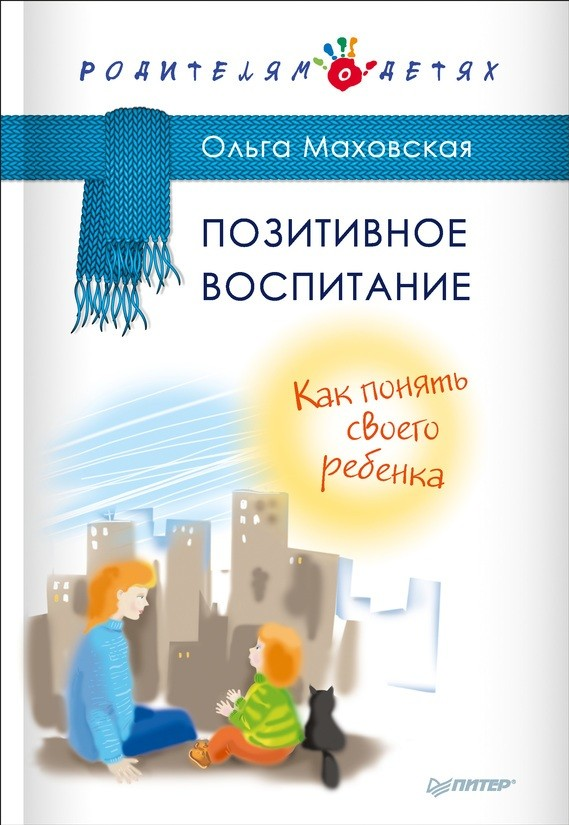 РОДИТЕЛЯМ О ДЕТЯХ
Ольга Маховская
ПОЗИТИВНОЕ
ВОСПИТАНИЕ
Как понять
своего
ребенка
ПИТЕР®